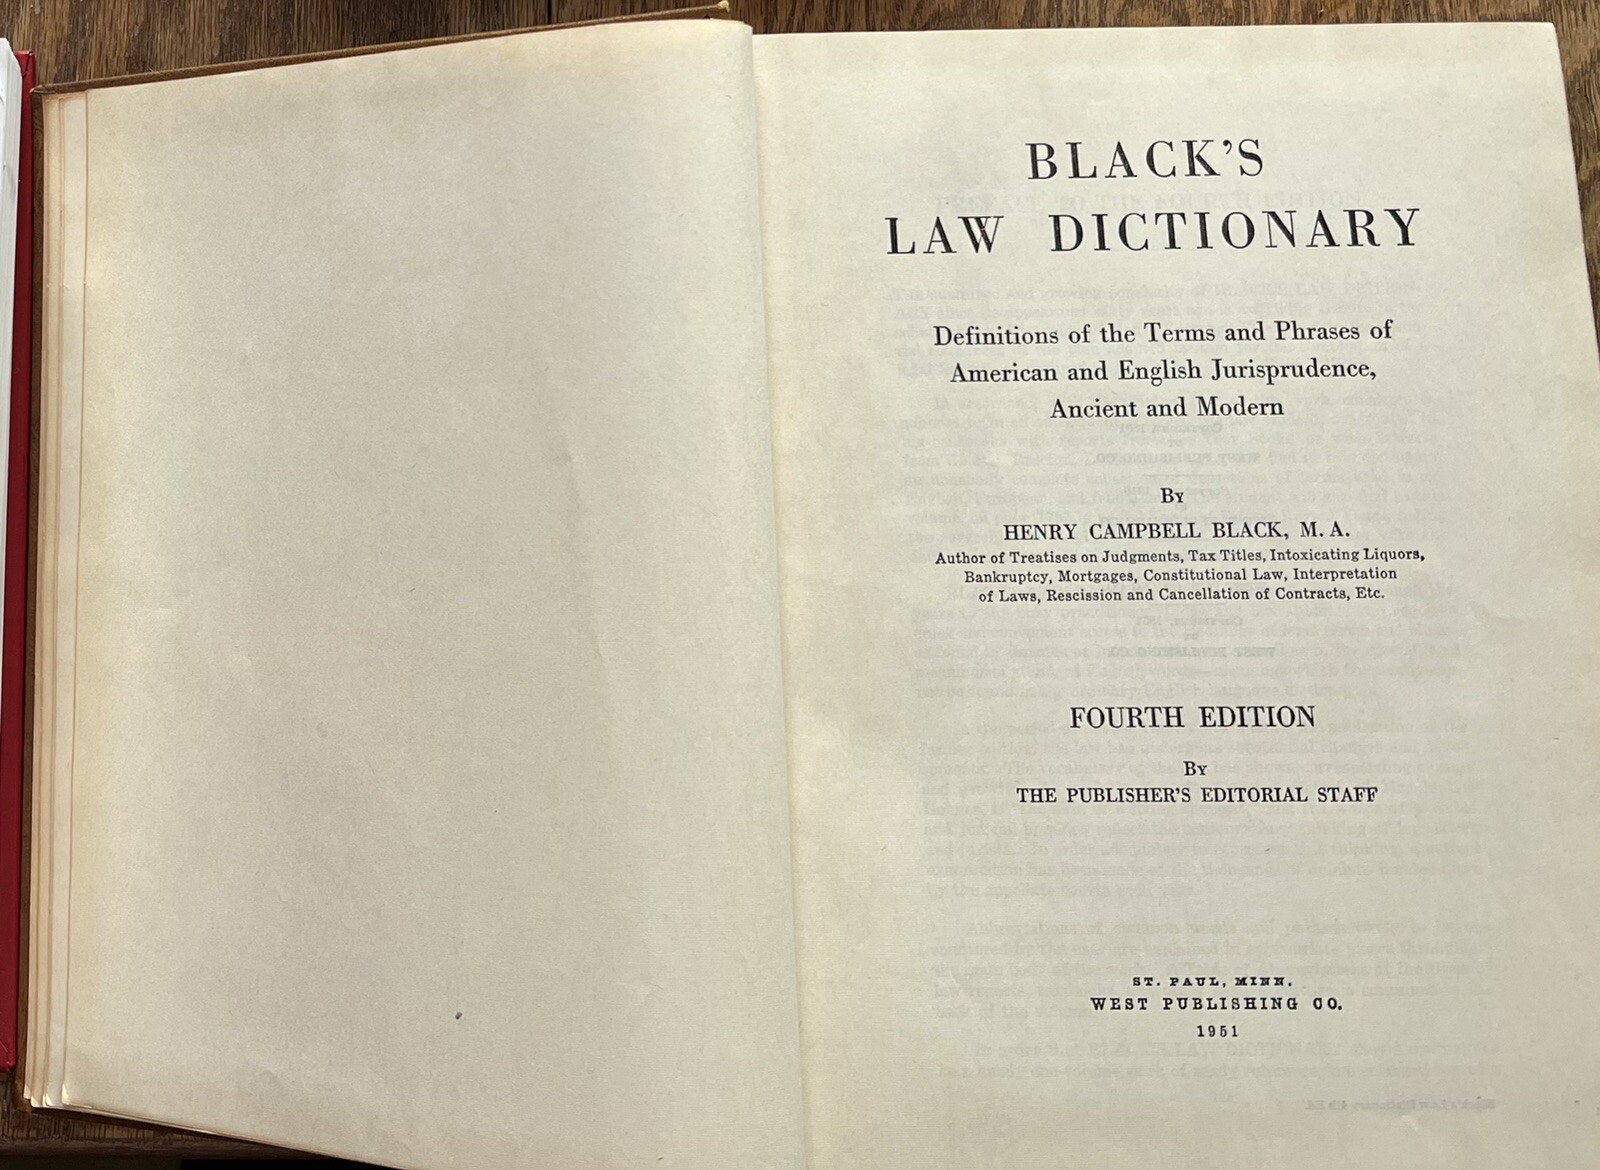 BLACK'S
LAW DICTIONARY
Definitions of the Terms and Phrases of
American and English Jurisprudence,
Ancient and Modern
By
HENRY CAMPBELL BLACK, M. A.
Author of Treatises on Judgments, Tax Titles, Intoxicating Liquors,
Bankruptcy, Mortgages, Constitutional Law, Interpretation
of Laws, Rescission and Cancellation of Contracts, Etc.
FOURTH EDITION
By
THE PUBLISHER'S EDITORIAL STAFF
ST. PAUL, MINN.
WEST PUBLISHING CO.
1951